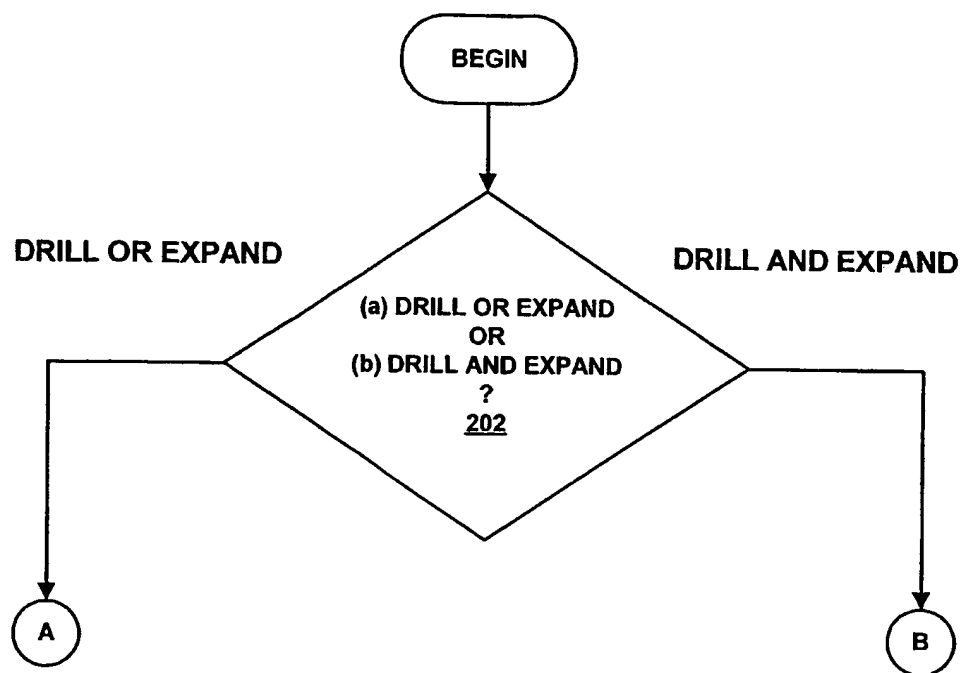 BEGIN
DRILL OR EXPAND
DRILL AND EXPAND
(a) DRILL OR EXPAND
OR
(b) DRILL AND EXPAND
?
202
A
B